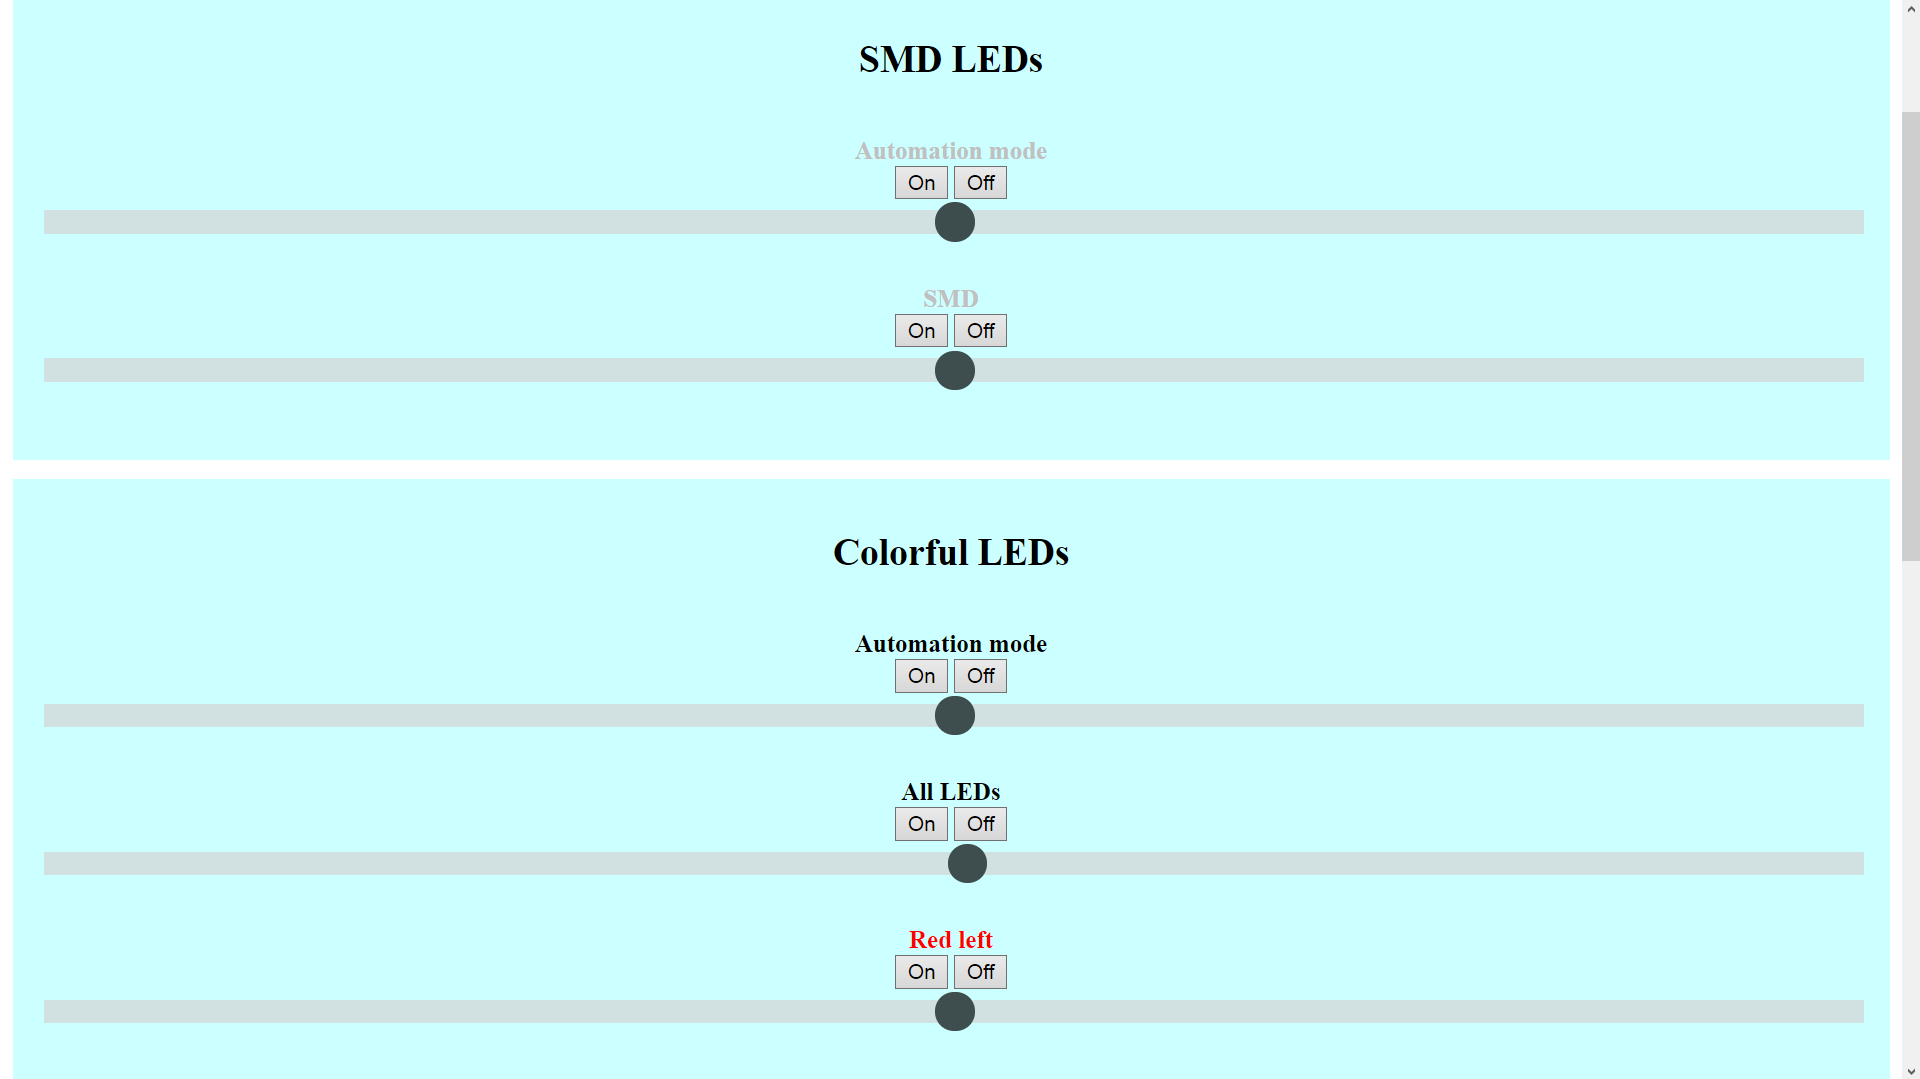 SMD LEDs
Automation mode
On Off
SMD
On Off
Colorful LEDs
Automation mode
On Off
All LEDs
On Off
Red left
On Off